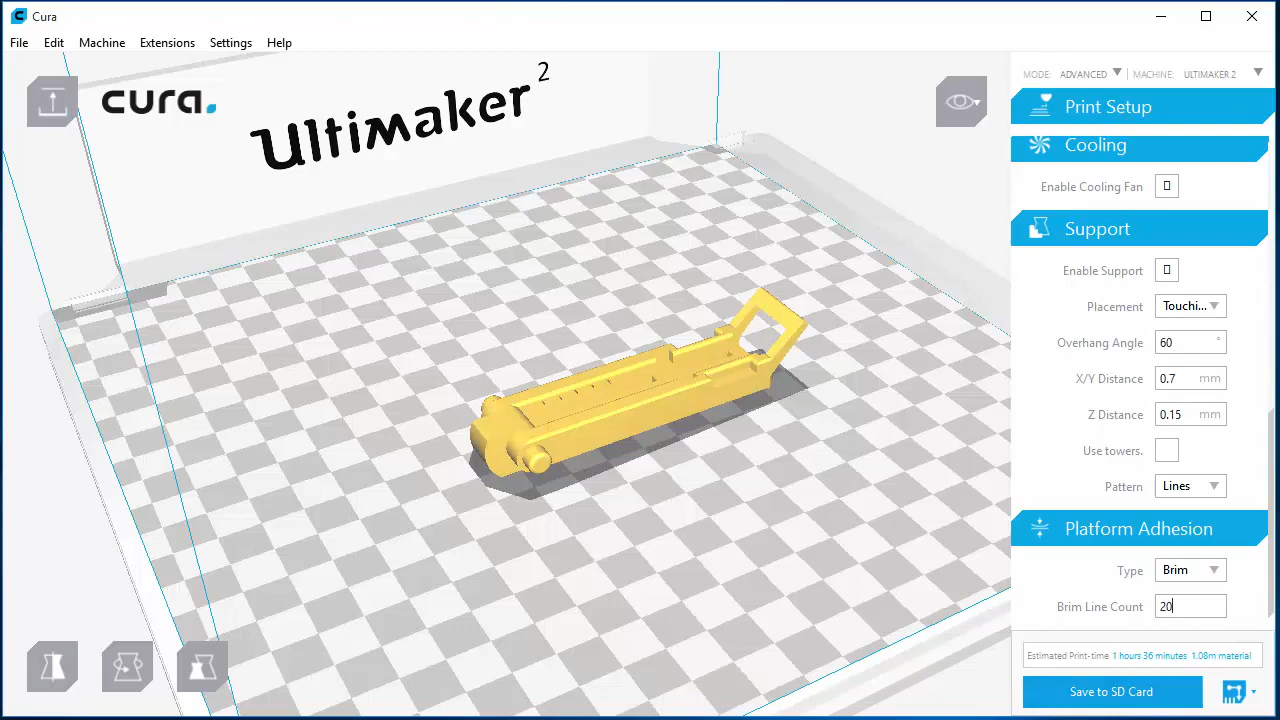 Cura
File Edit Machine Extensions Settings Help
cura.
Ultimaker²
MODE: ADVANCED MACHINE: ULTIMAKER 2
Print Setup
Cooling
Enable Cooling Fan
Support
Enable Support
Placement Touchi...
Overhang Angle 60 °
X/Y Distance 0.7 mm
Z Distance 0.15 mm
Use towers.
Pattern Lines
Platform Adhesion
Type Brim
Brim Line Count 20
Estimated Print-time 1 hours 36 minutes 1.08m material
Save to SD Card